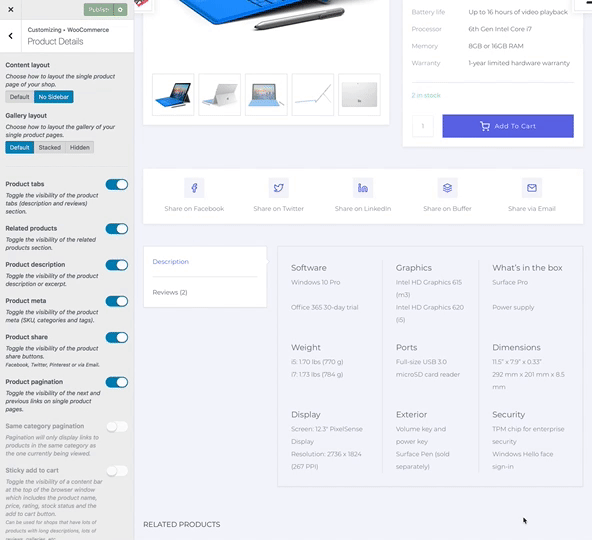 Publish
Customizing • WooCommerce
Product Details
Content layout
Choose how to layout the single product
page of your shop.
Default
No Sidebar
Gallery layout
Choose how to layout the gallery of your
single product pages.
Default
Stacked
Hidden
Product tabs
Toggle the visibility of the product
tabs (description and reviews)
section.
Related products
Toggle the visibility of the related
products section.
Product description
Toggle the visibility of the product
description or excerpt.
Product meta
Toggle the visibility of the product
meta (SKU, categories and tags).
Product share
Toggle the visibility of the product
share buttons.
Facebook, Twitter, Pinterest or via Email.
Product pagination
Toggle the visibility of the next and
previous links on single product
pages.
Same category pagination
Pagination will only display links to
products in the same category as
the one currently being viewed.
Sticky add to cart
Toggle the visibility of a content bar
at the top of the browser window
which includes the product name,
price, rating, stock status and the
add to cart button.
Can be used for shops that have lots of
products with long descriptions, lots of
reviews, galleries, etc.
Battery life
Up to 16 hours of video playback
Processor
6th Gen Intel Core i7
Memory
8GB or 16GB RAM
Warranty
1-year limited hardware warranty
2 in stock
1
Add To Cart
Share on Facebook
Share on Twitter
Share on LinkedIn
Share on Buffer
Share via Email
Description
Reviews (2)
Software
Windows 10 Pro
Office 365 30-day trial
Graphics
Intel HD Graphics 615
(m3)
Intel HD Graphics 620
(i5)
What's in the box
Surface Pro
Power supply
Weight
i5: 1.70 lbs (770 g)
i7: 1.73 lbs (784 g)
Ports
Full-size USB 3.0
microSD card reader
Dimensions
11.5" x 7.9" x 0.33"
292 mm x 201 mm x 8.5
mm
Display
Screen: 12.3" PixelSense
Display
Resolution: 2736 x 1824
(267 PPI)
Exterior
Volume key and
power key
Surface Pen (sold
separately)
Security
TPM chip for enterprise
security
Windows Hello face
sign-in
RELATED PRODUCTS